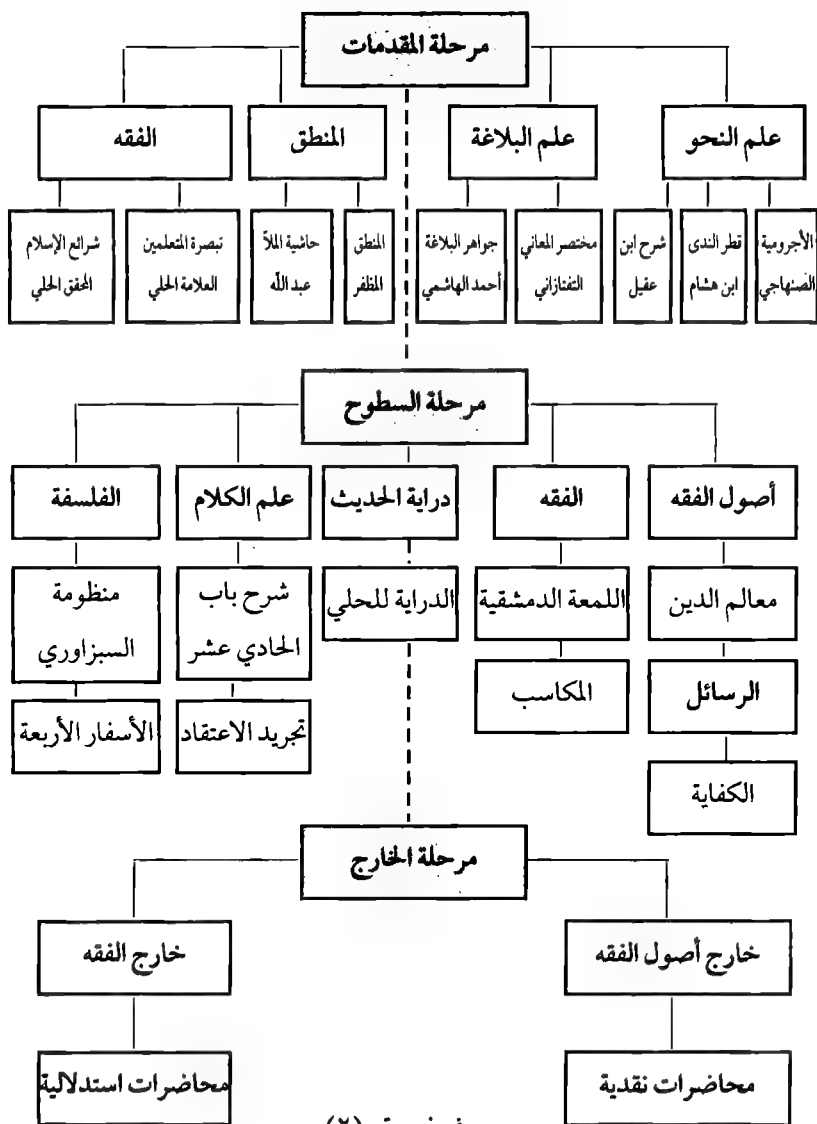 مرحلة المقدمات
علم النحو
علم البلاغة
المنطق
الفقه
الأجرومية
الصنهاجي
قطر الندى
ابن هشام
شرح ابن
عقيل
مختصر المعاني
التفتازاني
جواهر البلاغة
أحمد الهاشمي
المنطق
المظفر
حاشية الملاّ
عبد الله
تبصرة المتعلمين
العلامة الحلي
شرائع الإسلام
المحقق الحلي
مرحلة السطوح
أصول الفقه
الفقه
دراية الحديث
علم الكلام
الفلسفة
معالم الدين
اللمعة الدمشقية
الدراية للحلي
شرح باب
الحادي عشر
منظومة
السبزاوري
الرسائل
المكاسب
تجريد الاعتقاد
الأسفار الأربعة
الكفاية
مرحلة الخارج
خارج أصول الفقه
خارج الفقه
محاضرات نقدية
محاضرات استدلالية
(٢)